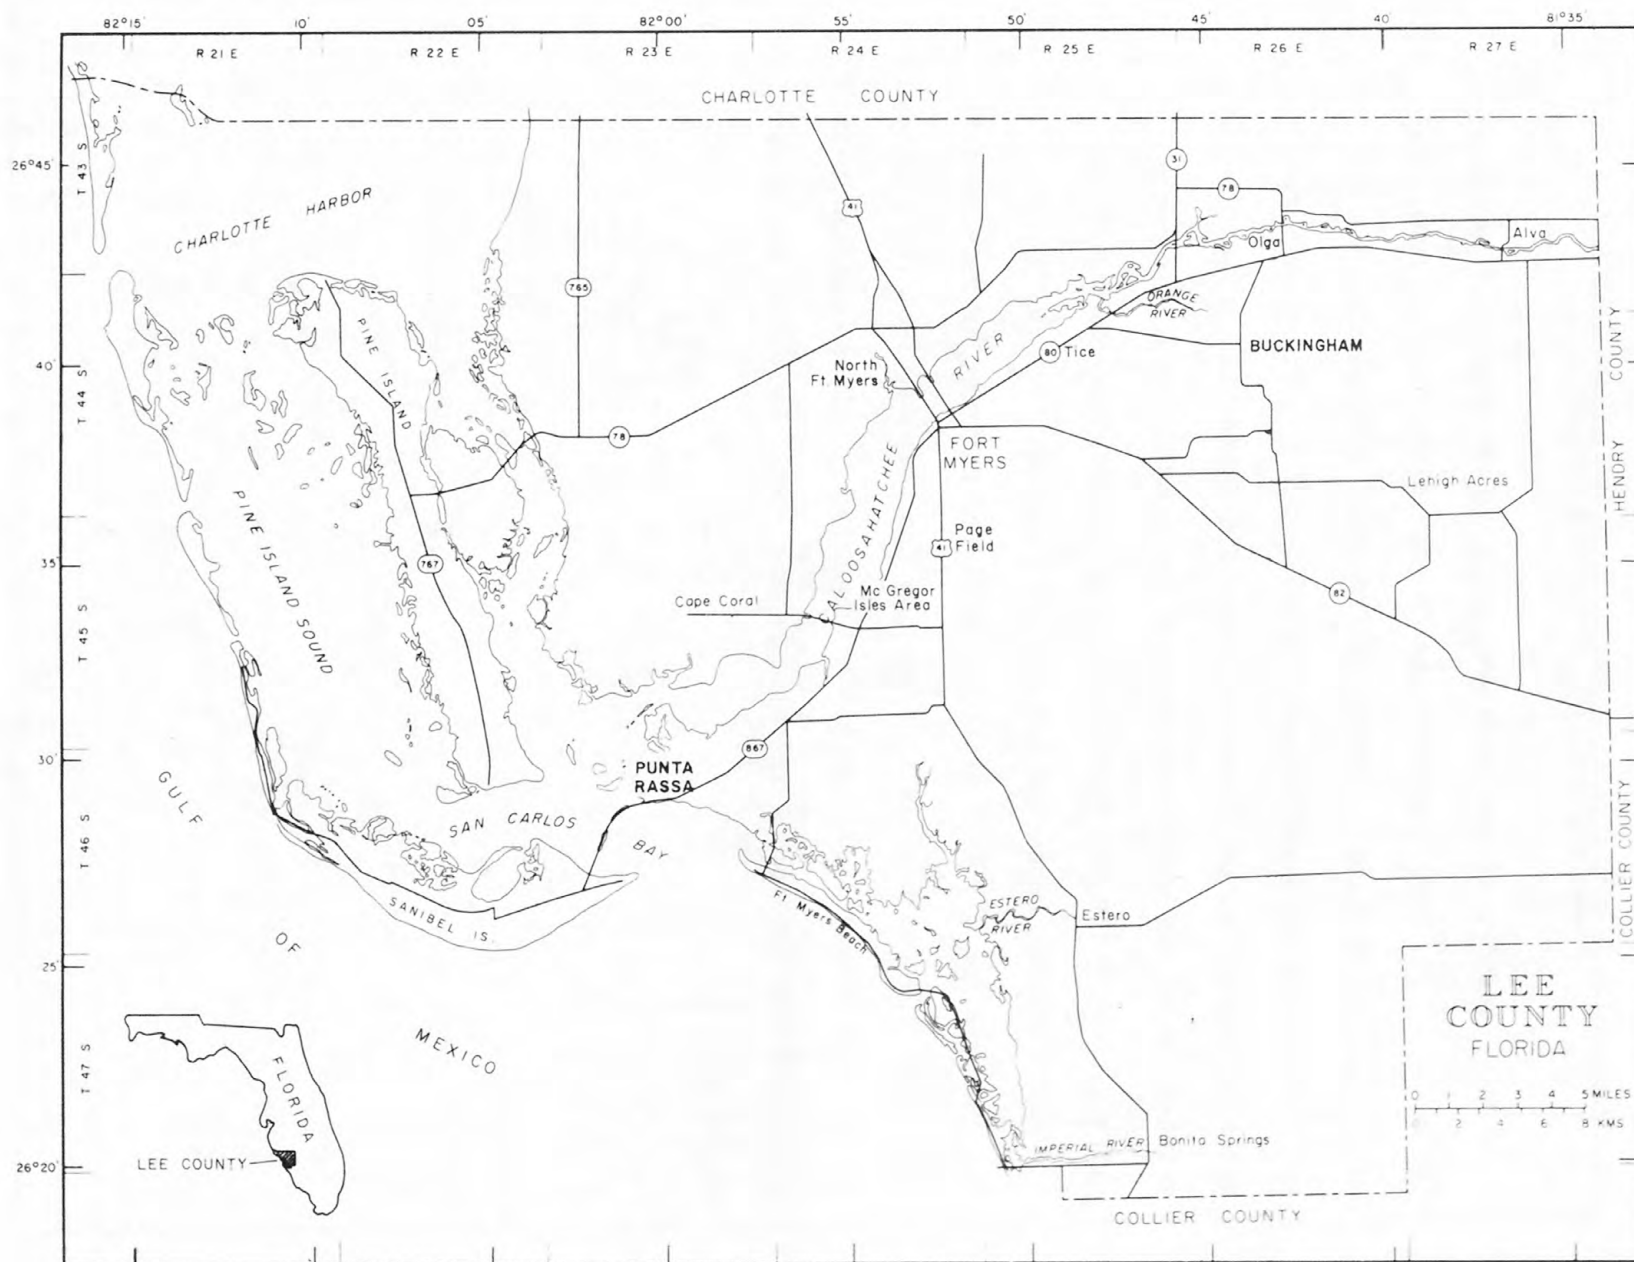 82°15' 10' 05' 82°00' 55' 50' 45' 40' 81°35'
R 21 E R 22 E R 23 E R 24 E R 25 E R 26 E R 27 E
CHARLOTTE COUNTY
26°45'
T 43 S
31
78
41
CHARLOTTE HARBOR
Olga
Alva
765
ORANGE
RIVER
PINE ISLAND
RIVER
BUCKINGHAM
HENDRY COUNTY
80 Tice
40'
North
Ft. Myers
T 44 S
78
FORT
MYERS
CALOOSAHATCHEE
Lehigh Acres
PINE ISLAND SOUND
Page
Field
41
35'
767
Mc Gregor
Isles Area
82
Cape Coral
T 45 S
867
30'
PUNTA
RASSA
GULF
SAN CARLOS
BAY
T 46 S
COLLIER COUNTY
SANIBEL IS.
Ft. Myers Beach
ESTERO
RIVER
Estero
OF
25'
LEE
COUNTY
FLORIDA
MEXICO
T 47 S
FLORIDA
0 1 2 3 4 5 MILES
0 2 4 6 8 KMS
IMPERIAL RIVER Bonita Springs
LEE COUNTY
26°20'
COLLIER COUNTY